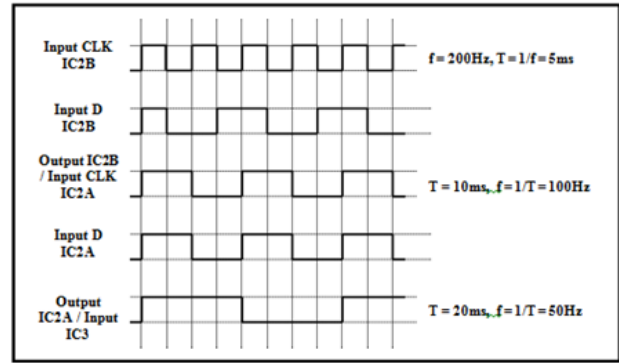 Input CLK
IC2B
f= 200Hz, T= 1/f= 5ms
Input D
IC2B
Output IC2B
/ Input CLK
IC2A
T = 10ms, f=1/T=100Hz
Input D
IC2A
Output
IC2A / Input
IC3
T = 20ms, f=1/T=50Hz